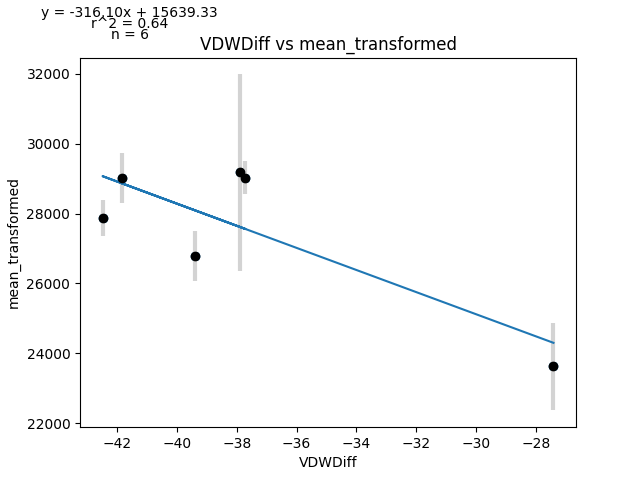 y = -316.10x + 15639.33
r^2 = 0.64
n = 6
VDWDiff vs mean_transformed
32000
30000
28000
26000
24000
22000
mean_transformed
−42 −40 −38 −36 −34 −32 −30 −28
VDWDiff